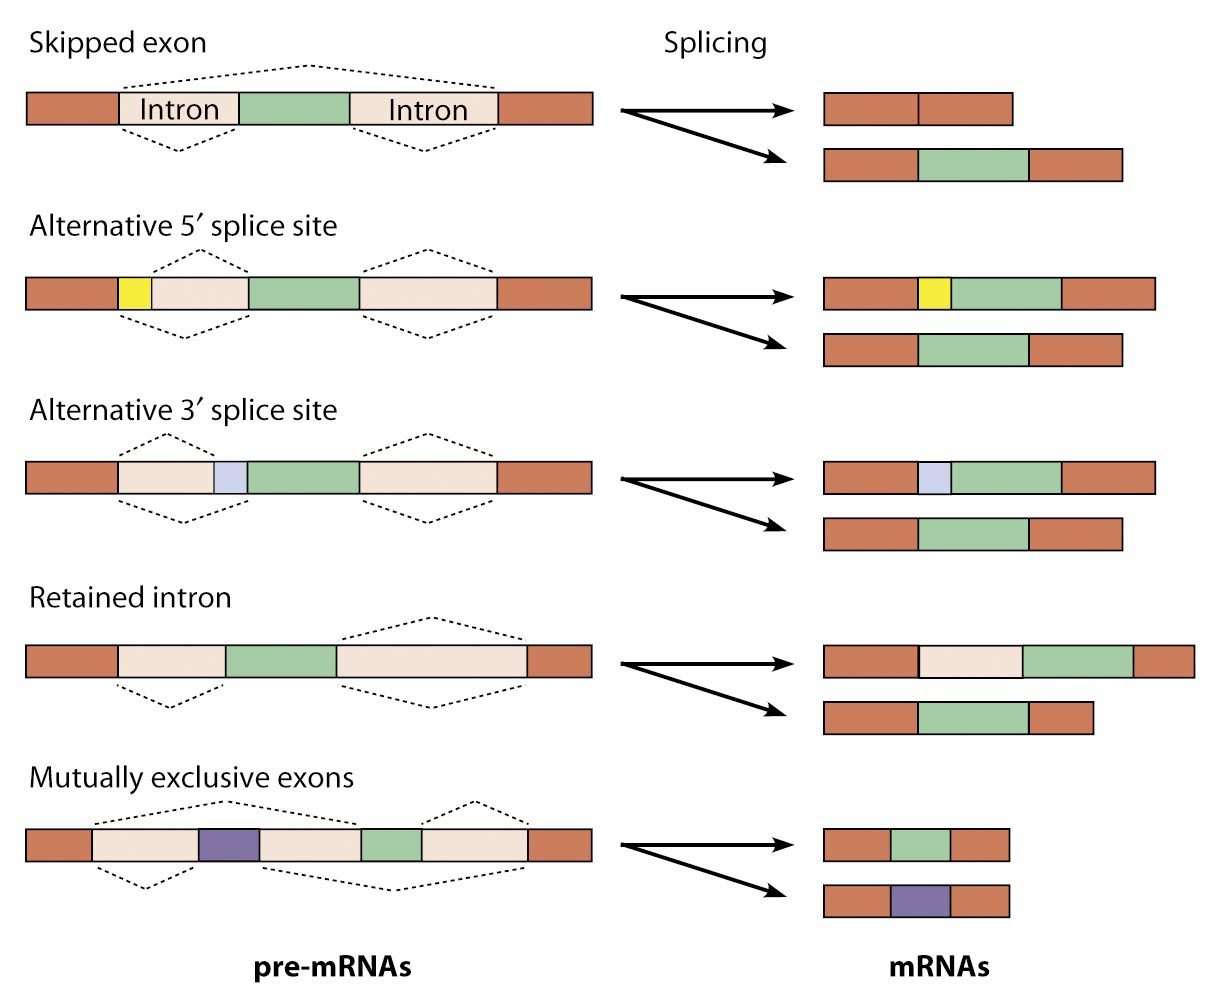 Skipped exon
Splicing
Intron
Intron
Alternative 5′ splice site
Alternative 3′ splice site
Retained intron
Mutually exclusive exons
pre-mRNAs
mRNAs